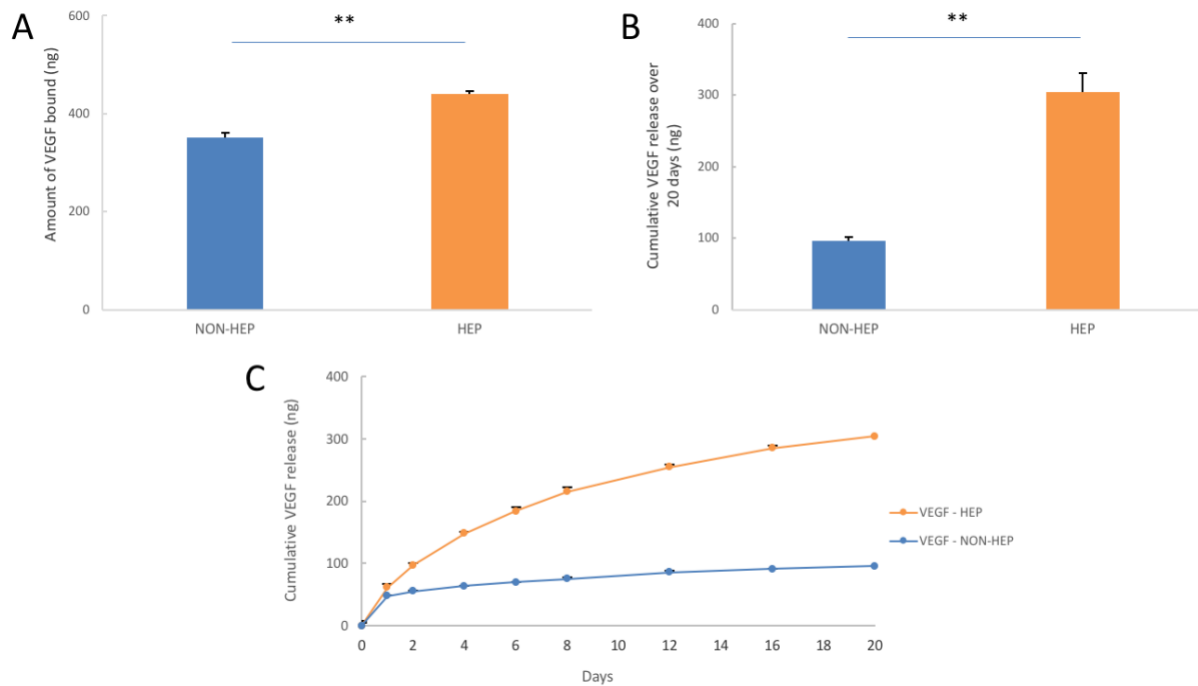 A
Amount of VEGF bound (ng)
600
400
200
0
**
NON-HEP
HEP
B
Cumulative VEGF release over
20 days (ng)
400
300
200
100
0
**
NON-HEP
HEP
C
Cumulative VEGF release (ng)
400
300
200
100
0
0 2 4 6 8 10 12 14 16 18 20
Days
VEGF - HEP
VEGF - NON-HEP